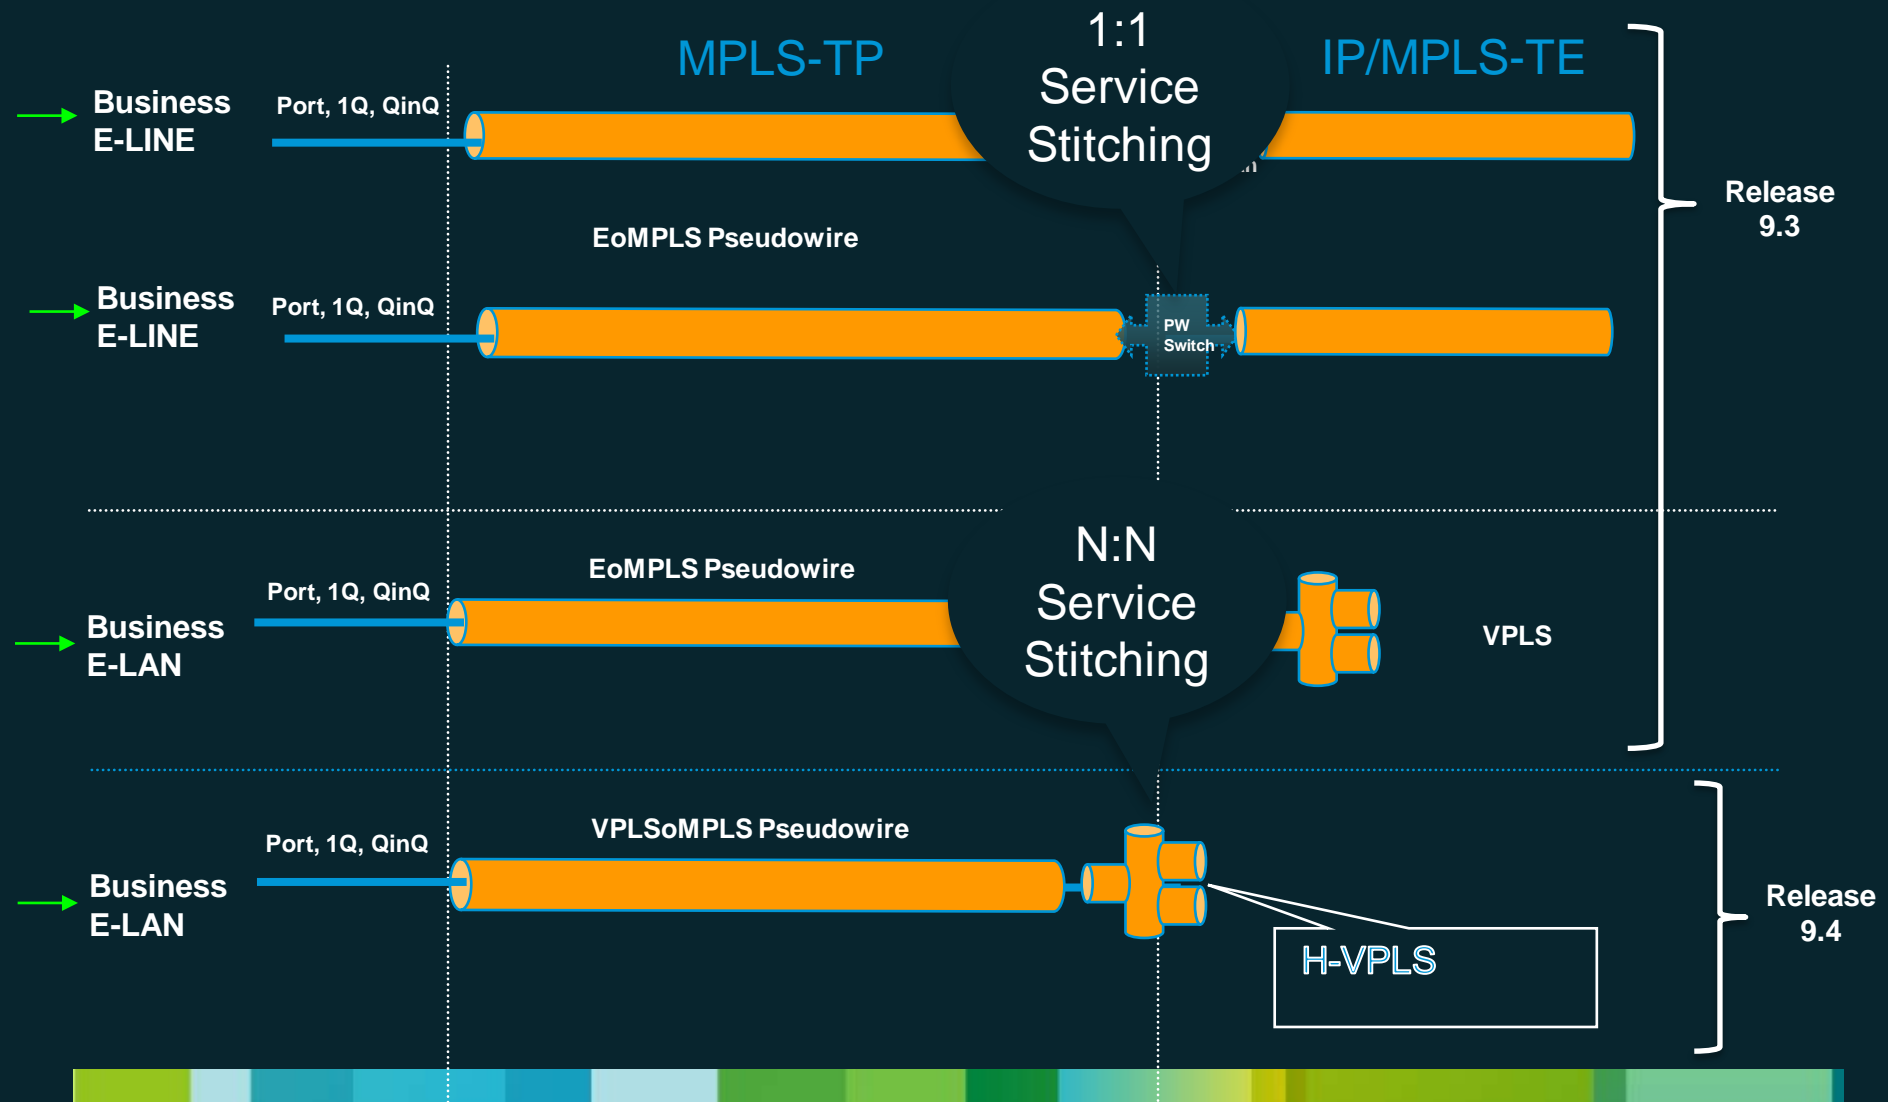 MPLS-TP
1:1
Service
Stitching
IP/MPLS-TE
Business
E-LINE
Port, 1Q, QinQ
Release
9.3
EoMPLS Pseudowire
Business
E-LINE
Port, 1Q, QinQ
PW
Switch
N:N
Service
Stitching
EoMPLS Pseudowire
Port, 1Q, QinQ
Business
E-LAN
VPLS
VPLSoMPLS Pseudowire
Port, 1Q, QinQ
Business
E-LAN
Release
9.4
H-VPLS